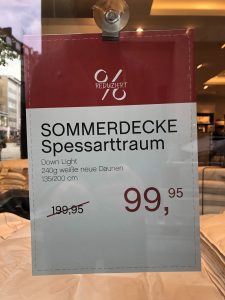 %
REDUZIERT
SOMMERDECKE
Spessarttraum
Down Light
240g weiße neue Daunen
135/200 cm
199,95
99,95